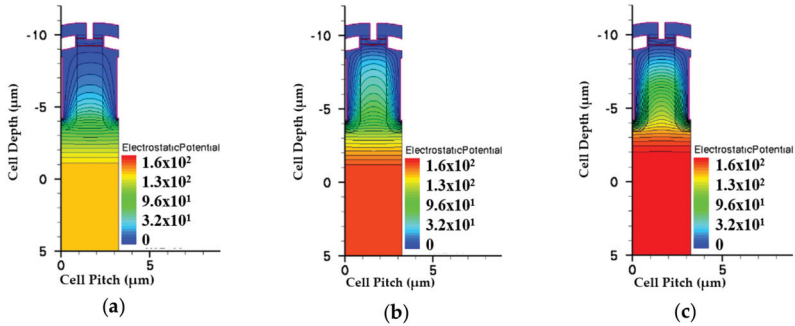 -10
-5
0
5
0
5
Cell Depth (μm)
Cell Pitch (μm)
ElectrostaticPotential
1.6x10²
1.3x10²
9.6x10¹
3.2x10¹
0
(a)
-10
-5
0
5
0
5
Cell Depth (μm)
Cell Pitch (μm)
ElectrostaticPotential
1.6x10²
1.3x10²
9.6x10¹
3.2x10¹
0
(b)
-10
-5
0
5
0
5
Cell Depth (μm)
Cell Pitch (μm)
ElectrostaticPotential
1.6x10²
1.3x10²
9.6x10¹
3.2x10¹
0
(c)